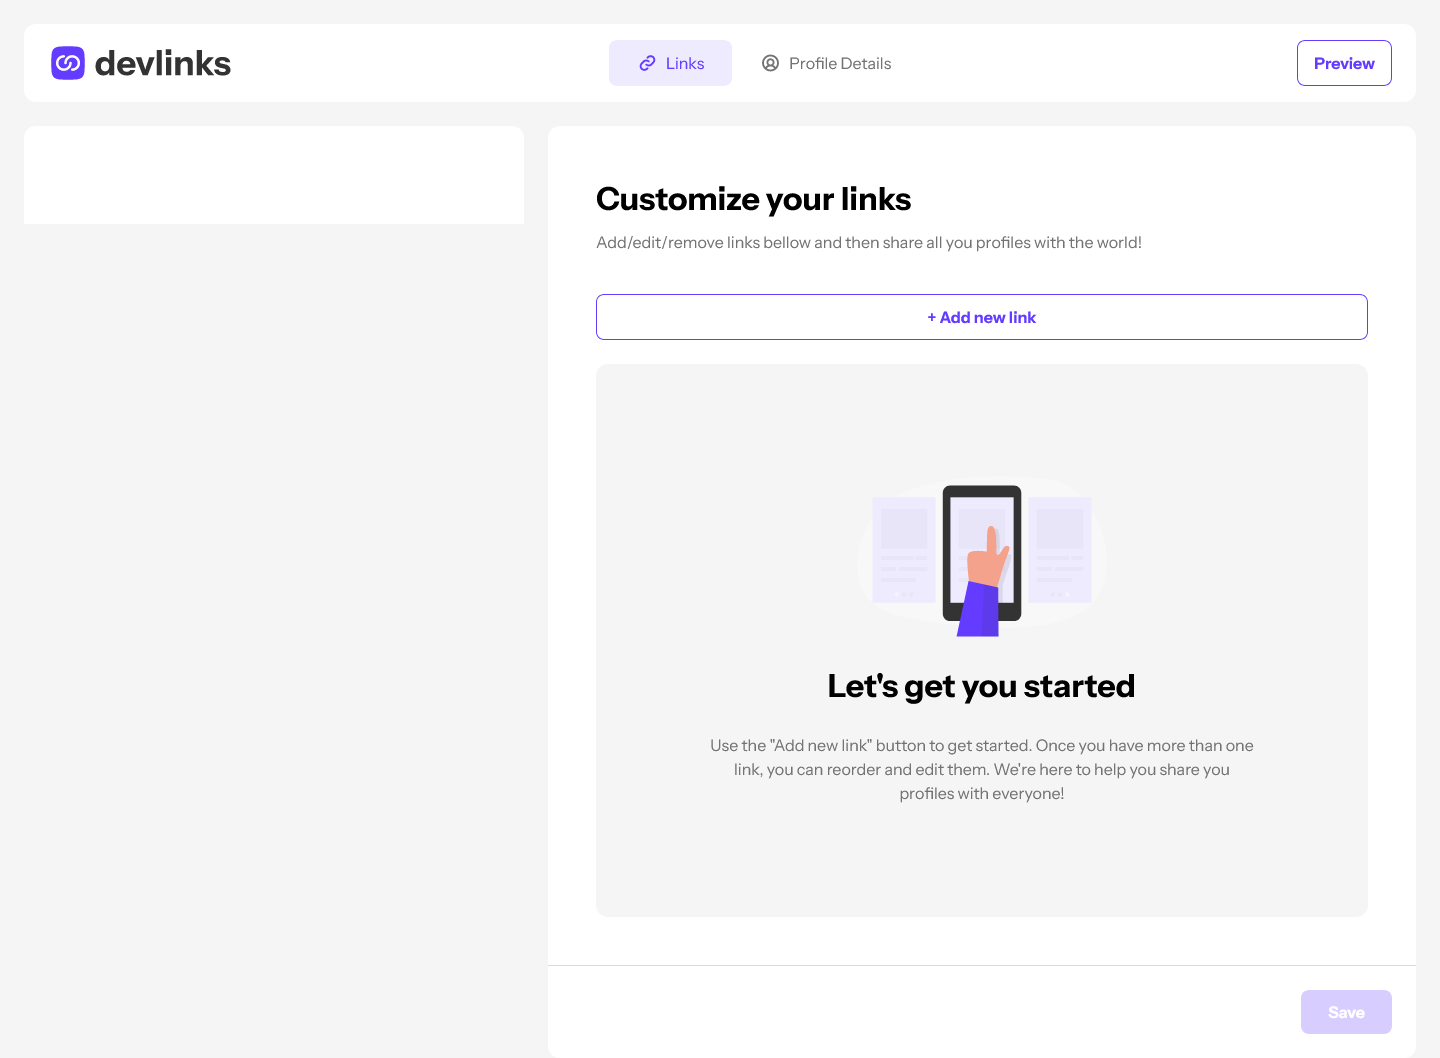 devlinks
Links
Profile Details
Preview
Customize your links
Add/edit/remove links bellow and then share all you profiles with the world!
+ Add new link
Let's get you started
Use the "Add new link" button to get started. Once you have more than one
link, you can reorder and edit them. We're here to help you share you
profiles with everyone!
Save